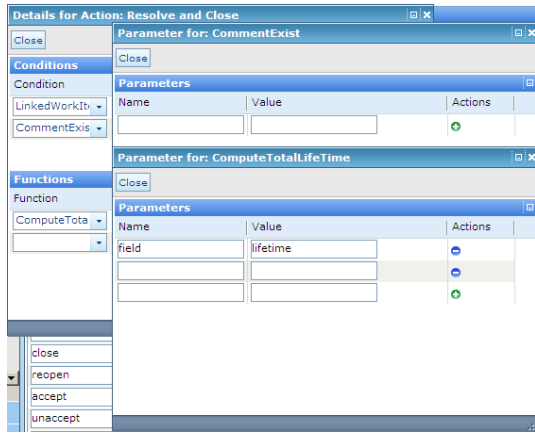 Details for Action: Resolve and Close
Close
Conditions
Condition
LinkedWorkIt
CommentExis
Functions
Function
ComputeTota
Parameter for: CommentExist
Close
Parameters
Name Value Actions
Parameter for: ComputeTotalLifeTime
Close
Parameters
Name Value Actions
field lifetime
close
reopen
accept
unaccept